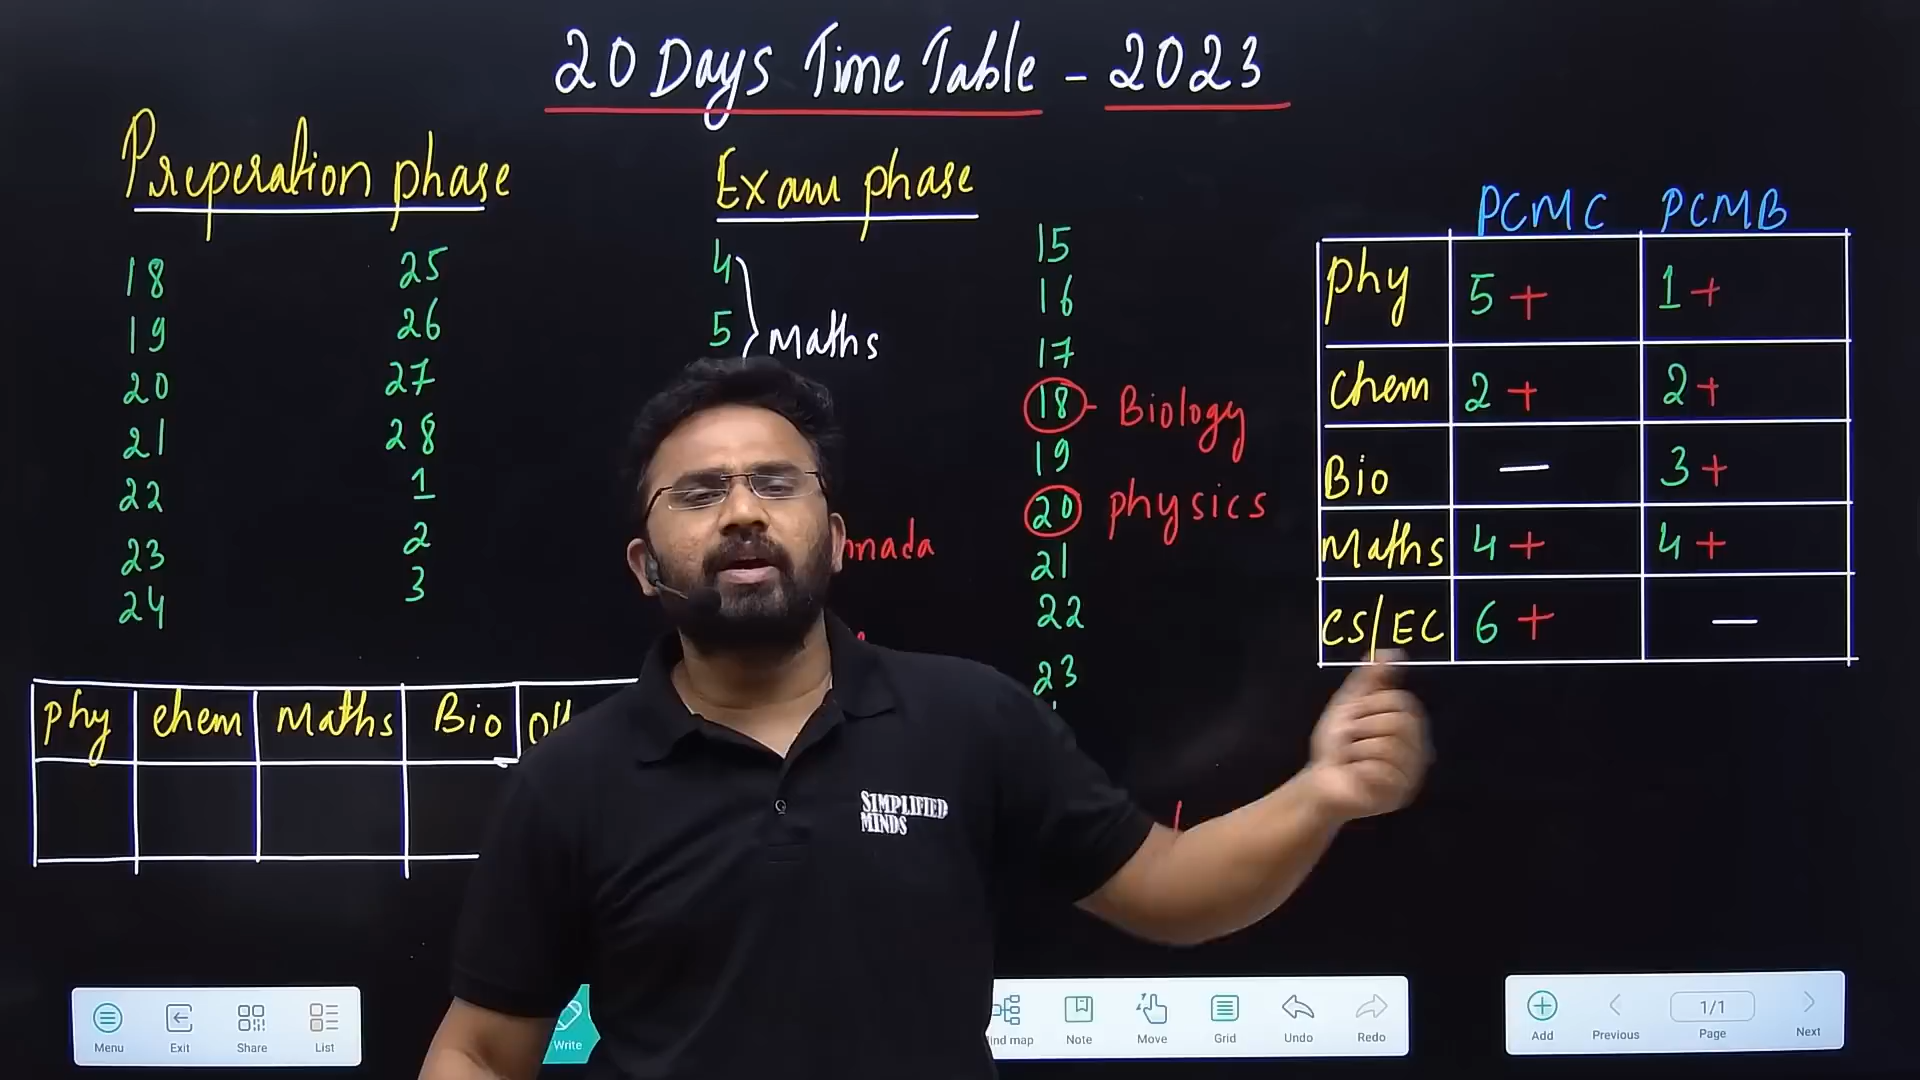 20 Days Time Table - 2023
Preperation phase
18
19
20
21
22
23
24
25
26
27
28
1
2
3
Exam phase
4
5
Maths
15
16
17
18 - Biology
19
20 physics
21
22
23
PCMC PCMB
Phy 5+ 1+
Chem 2+ 2+
Bio — 3+
Maths 4+ 4+
CS/EC 6+ —
Phy Chem Maths Bio
SIMPLIFIED
MINDS
Menu Exit Share List
Write
Note Move Grid Undo Redo
1/1
Add Previous Page Next